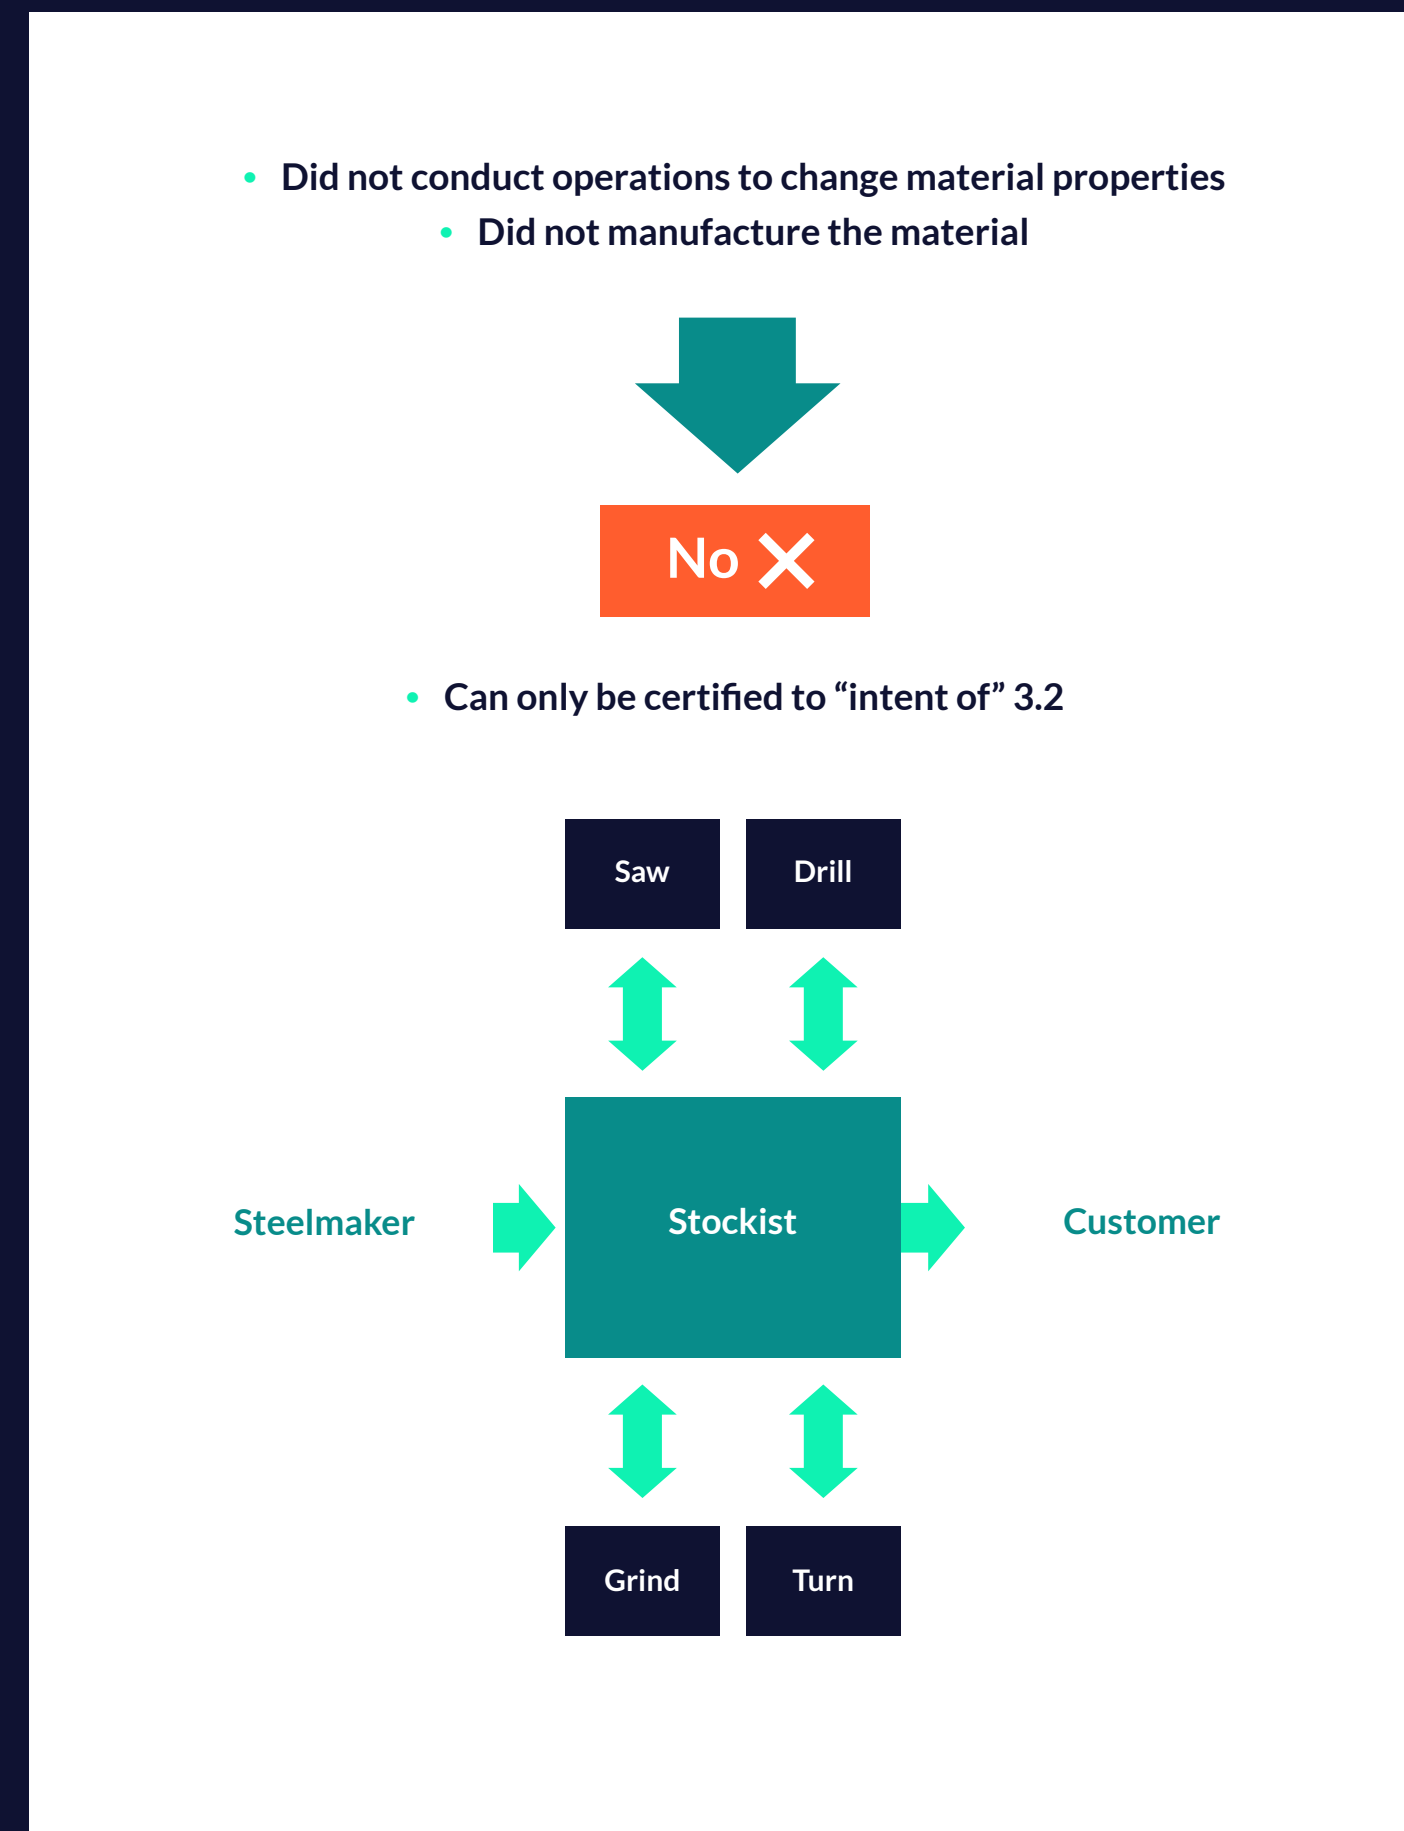 • Did not conduct operations to change material properties
• Did not manufacture the material
No
• Can only be certified to “intent of” 3.2
Saw Drill
Steelmaker Stockist Customer
Grind Turn